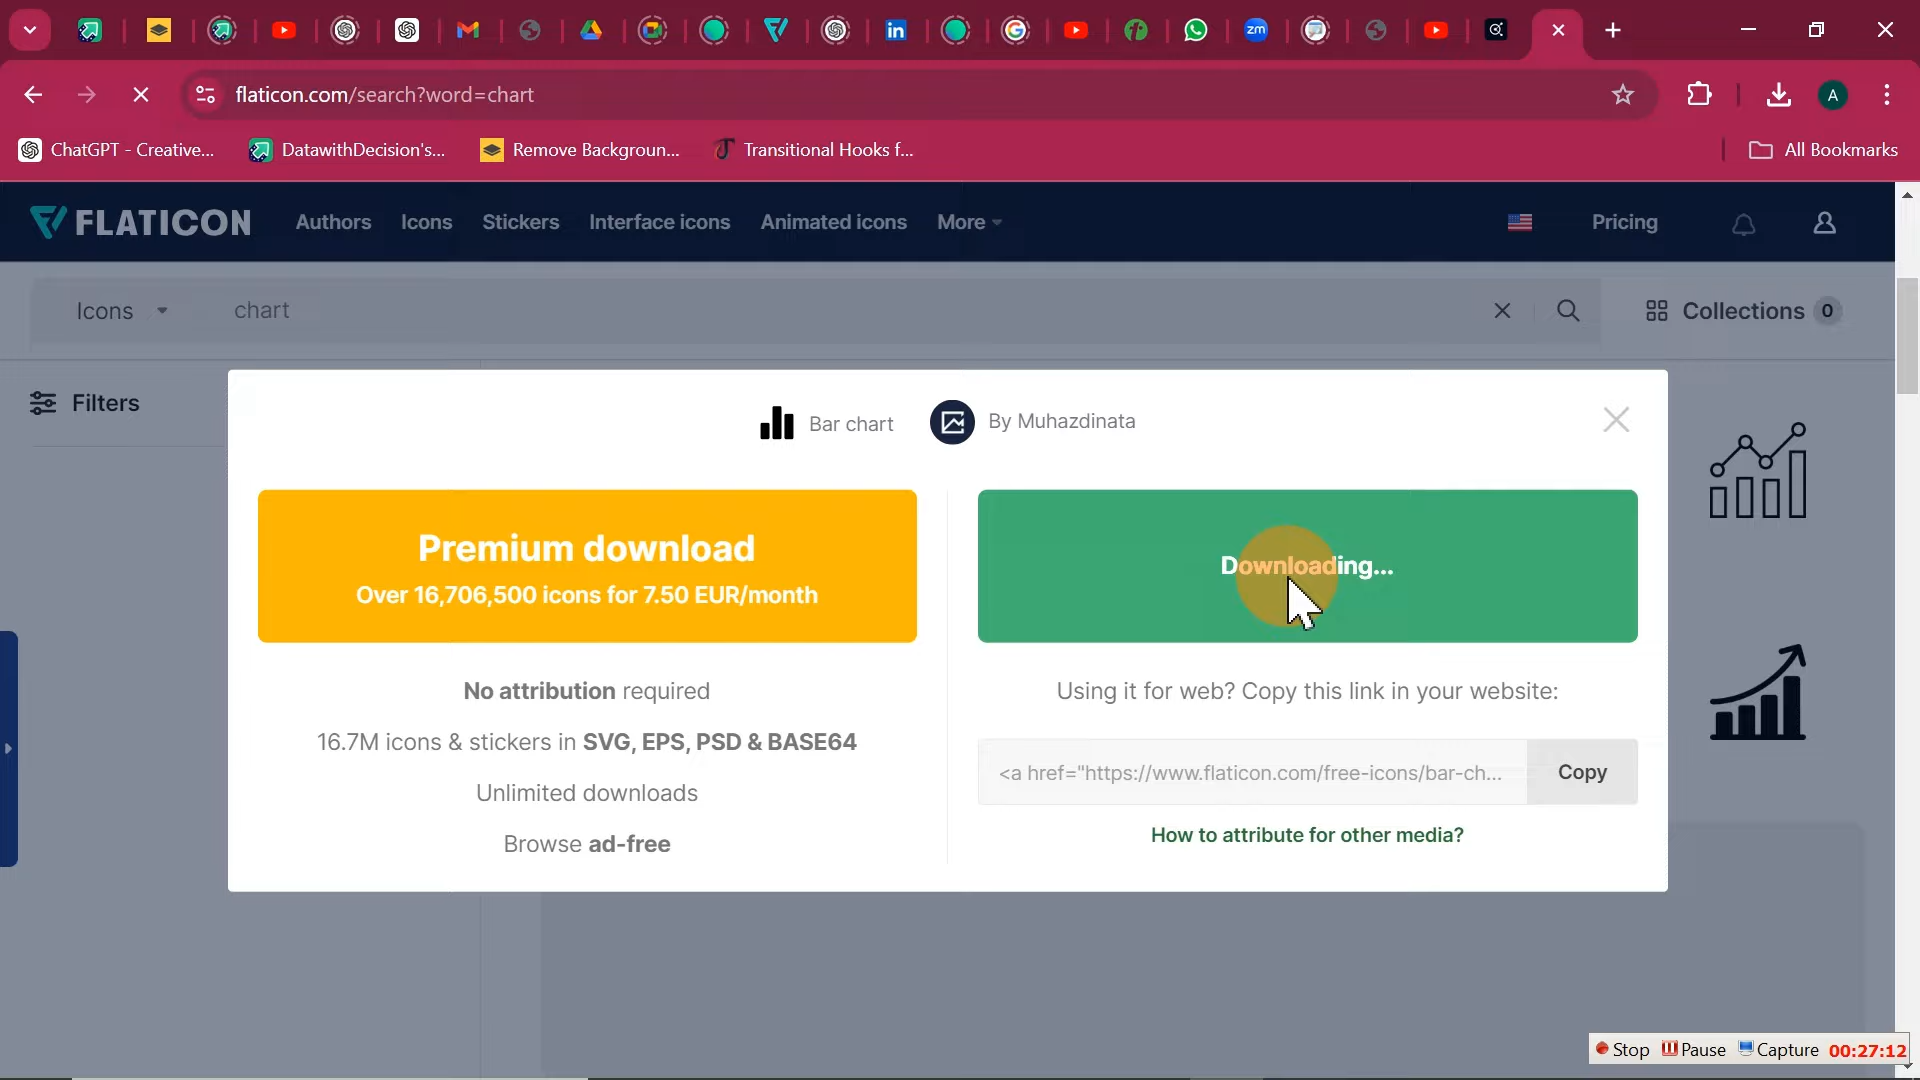 zm
flaticon.com/search?word=chart
A
ChatGPT - Creative...
DatawithDecision's...
Remove Backgroun...
Transitional Hooks f...
All Bookmarks
FLATICON
Authors
Icons
Stickers
Interface icons
Animated icons
More
Pricing
Icons
chart
Collections 0
Filters
Bar chart
By Muhazdinata
Premium download
Over 16,706,500 icons for 7.50 EUR/month
Downloading...
No attribution required
16.7M icons & stickers in SVG, EPS, PSD & BASE64
Unlimited downloads
Browse ad-free
Using it for web? Copy this link in your website:
<a href="https://www.flaticon.com/free-icons/bar-ch...
Copy
How to attribute for other media?
Stop
Pause
Capture
00:27:12